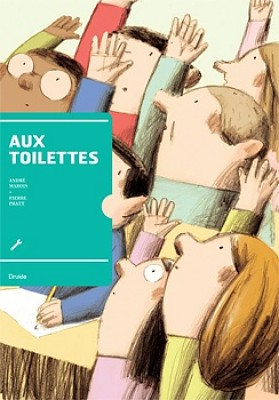 AUX
TOILETTES
ANDRÉ
MAROIS
+
PIERRE
PRATT
Druide